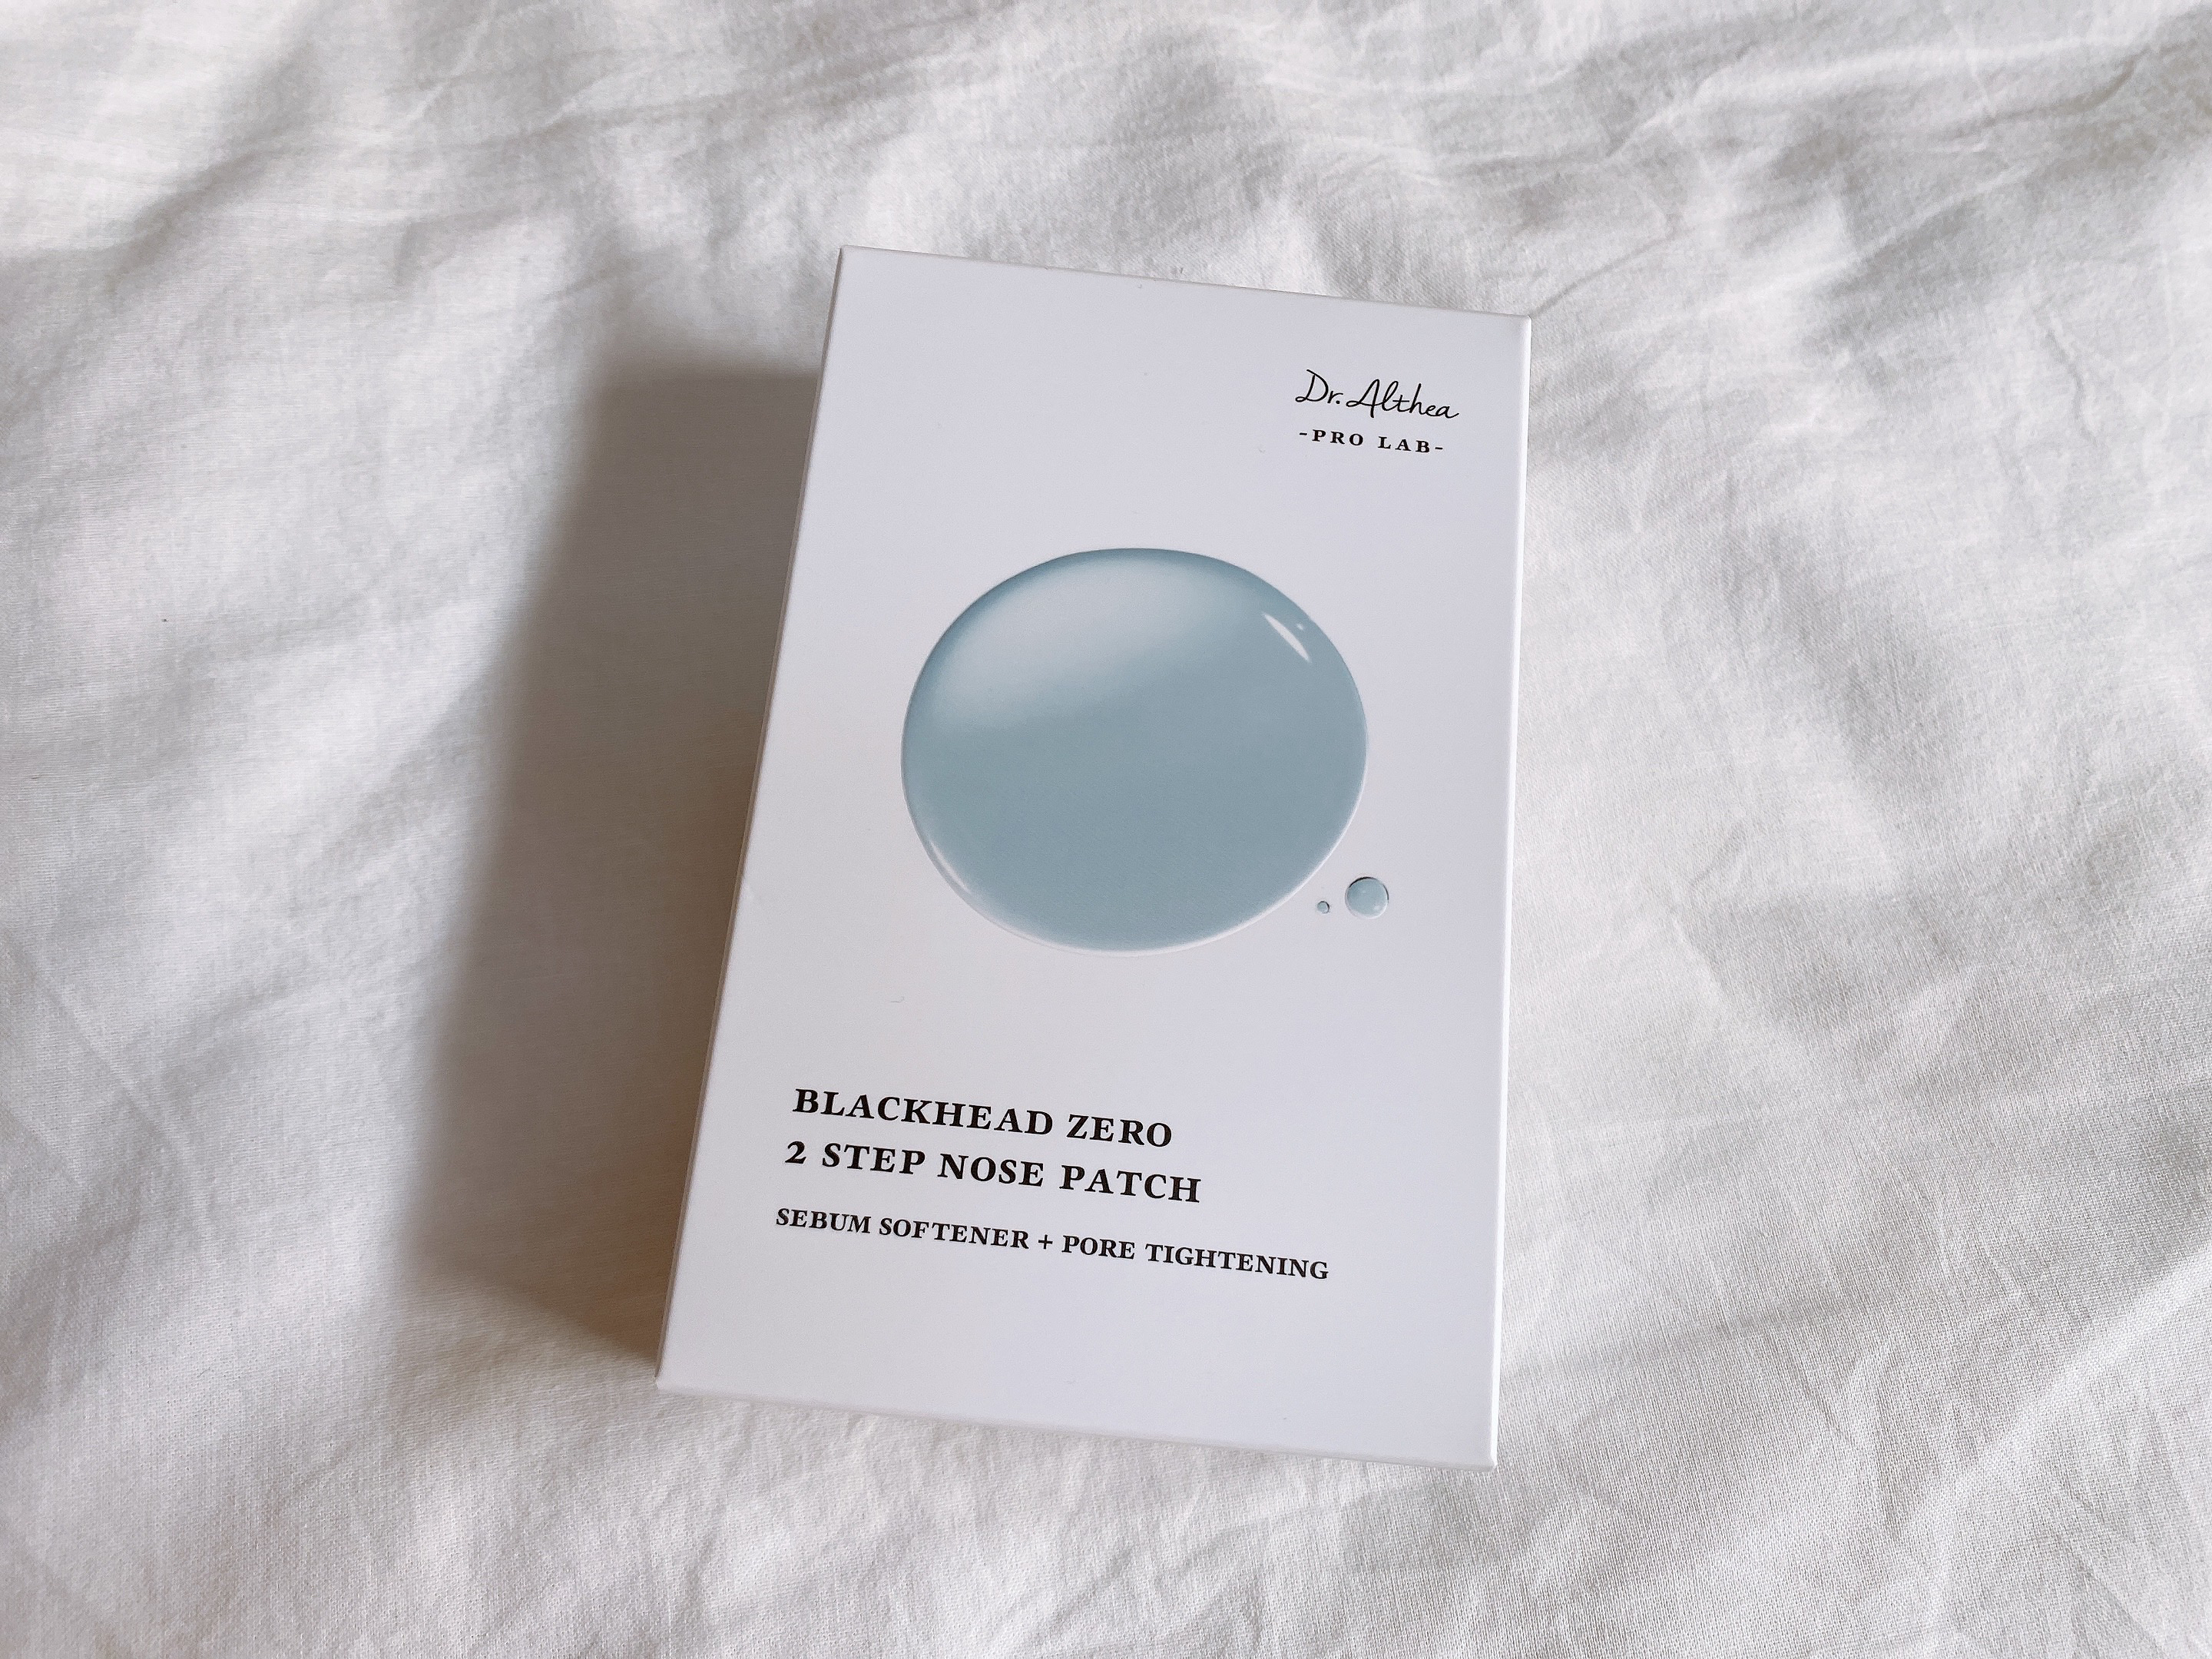 Dr. Althea
-PRO LAB-
BLACKHEAD ZERO
2 STEP NOSE PATCH
SEBUM SOFTENER + PORE TIGHTENING